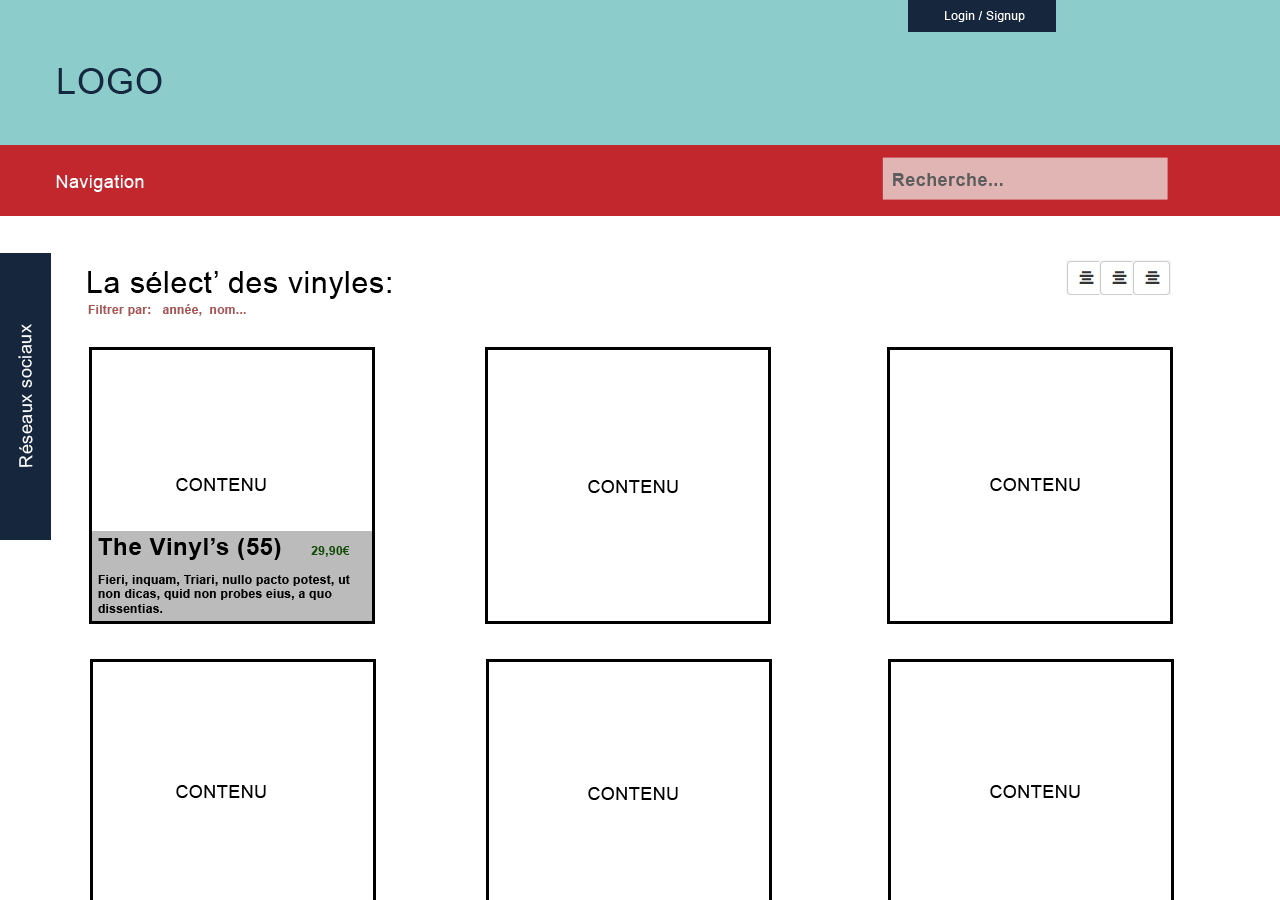 Login / Signup
LOGO
Navigation
Recherche...
La sélect’ des vinyles:
Filtrer par: année, nom...
Réseaux sociaux
CONTENU
CONTENU
CONTENU
The Vinyl’s (55) 29,90€
Fieri, inquam, Triari, nullo pacto potest, ut
non dicas, quid non probes eius, a quo
dissentias.
CONTENU
CONTENU
CONTENU